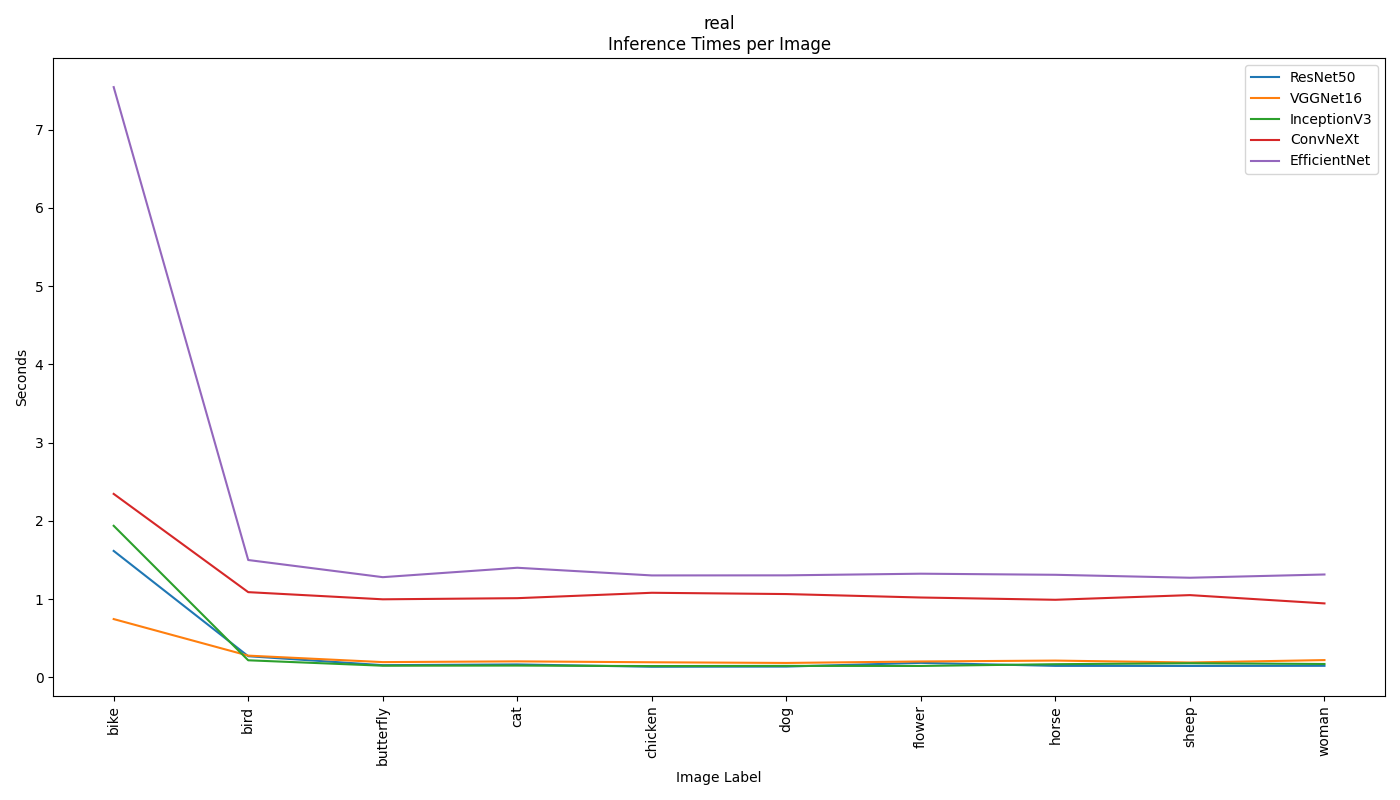 real
Inference Times per Image
ResNet50
VGGNet16
InceptionV3
ConvNeXt
EfficientNet
Seconds
7
6
5
4
3
2
1
0
bike
bird
butterfly
cat
chicken
dog
flower
horse
sheep
woman
Image Label